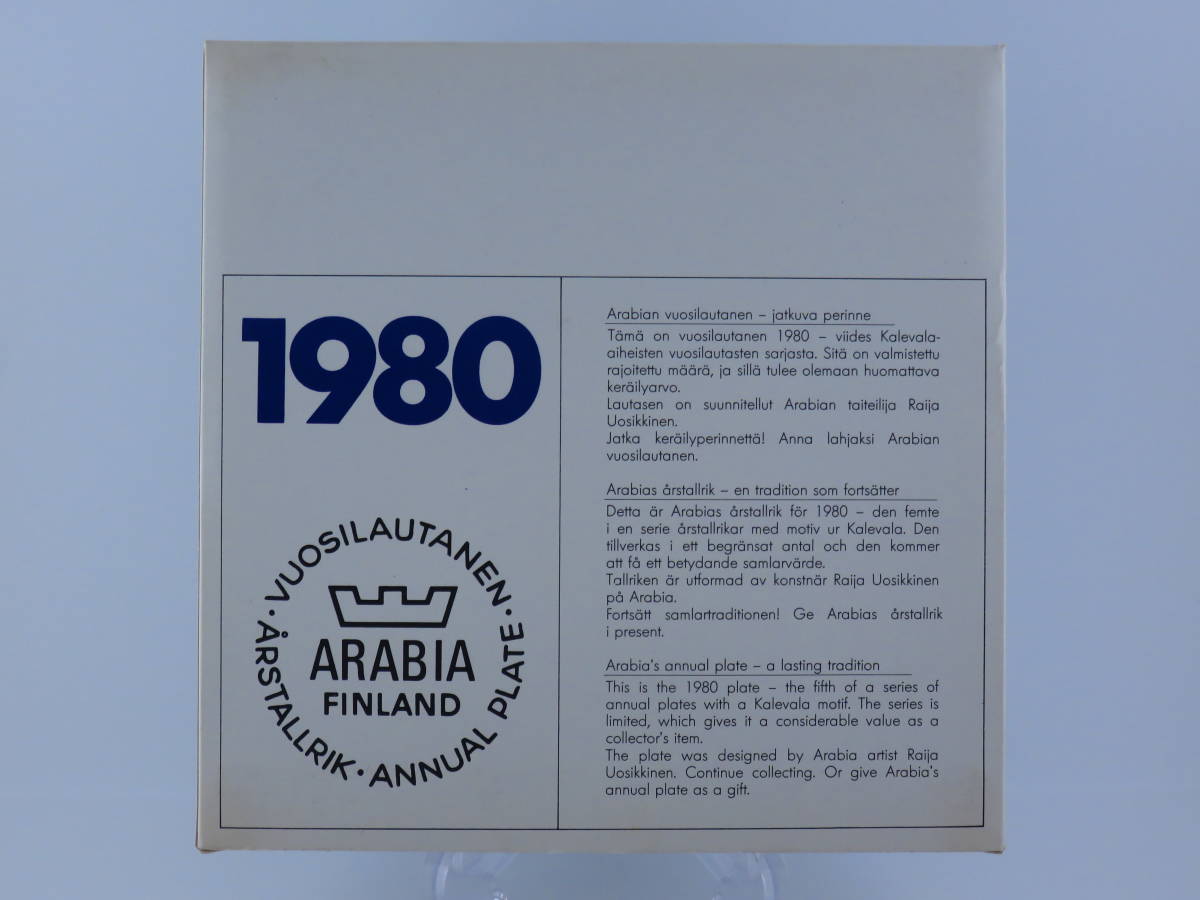 1980
VUOSILAUTANEN · ANNUAL PLATE · ÅRSTALLRIK ·
ARABIA
FINLAND
Arabian vuosilautanen – jatkuva perinne
Tämä on vuosilautanen 1980 – viides Kalevala-
aiheisten vuosilautasten sarjasta. Sitä on valmistettu
rajoitettu määrä, ja sillä tulee olemaan huomattava
keräilyarvo.
Lautasen on suunnitellut Arabian taiteilija Raija
Uosikkinen.
Jatka keräilyperinnettä! Anna lahjaksi Arabian
vuosilautanen.
Arabias årstallrik – en tradition som fortsätter
Detta är Arabias årstallrik för 1980 – den femte
i en serie årstallrikar med motiv ur Kalevala. Den
tillverkas i ett begränsat antal och den kommer
att få ett betydande samlarvärde.
Tallriken är utformad av konstnär Raija Uosikkinen
på Arabia.
Fortsätt samlartraditionen! Ge Arabias årstallrik
i present.
Arabia's annual plate – a lasting tradition
This is the 1980 plate – the fifth of a series of
annual plates with a Kalevala motif. The series is
limited, which gives it a considerable value as a
collector's item.
The plate was designed by Arabia artist Raija
Uosikkinen. Continue collecting. Or give Arabia's
annual plate as a gift.